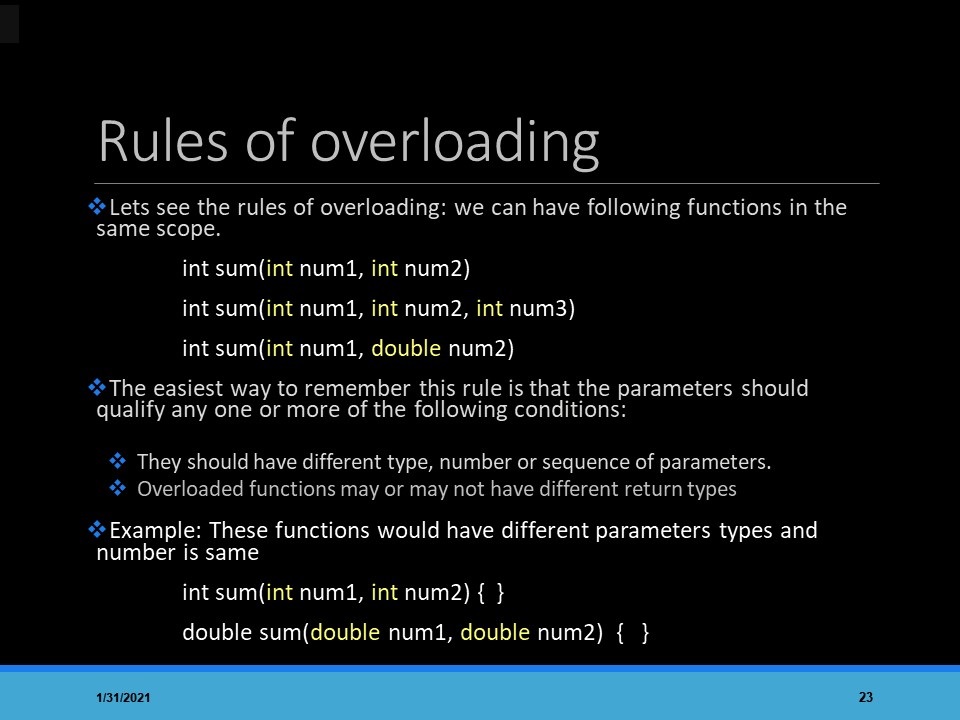 Rules of overloading
❖Lets see the rules of overloading: we can have following functions in the
same scope.
int sum(int num1, int num2)
int sum(int num1, int num2, int num3)
int sum(int num1, double num2)
❖The easiest way to remember this rule is that the parameters should
qualify any one or more of the following conditions:
❖ They should have different type, number or sequence of parameters.
❖ Overloaded functions may or may not have different return types
❖Example: These functions would have different parameters types and
number is same
int sum(int num1, int num2) { }
double sum(double num1, double num2) { }
1/31/2021 23